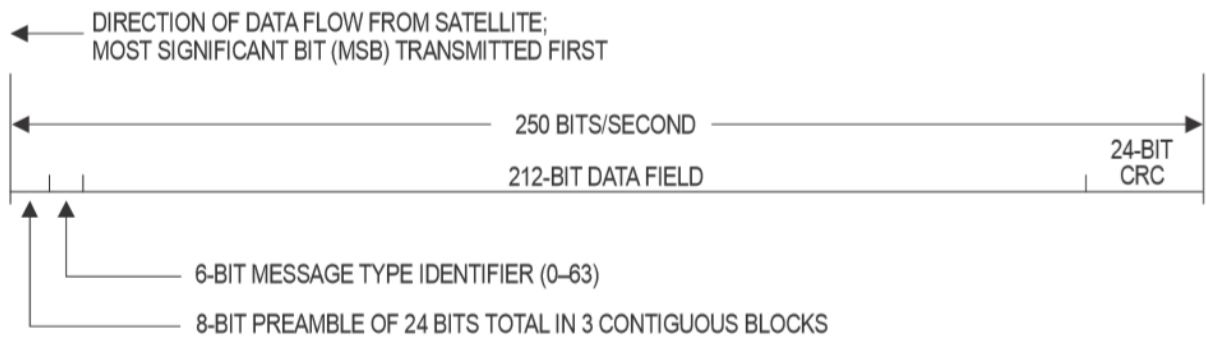 DIRECTION OF DATA FLOW FROM SATELLITE;
MOST SIGNIFICANT BIT (MSB) TRANSMITTED FIRST
250 BITS/SECOND
24-BIT
CRC
212-BIT DATA FIELD
6-BIT MESSAGE TYPE IDENTIFIER (0–63)
8-BIT PREAMBLE OF 24 BITS TOTAL IN 3 CONTIGUOUS BLOCKS